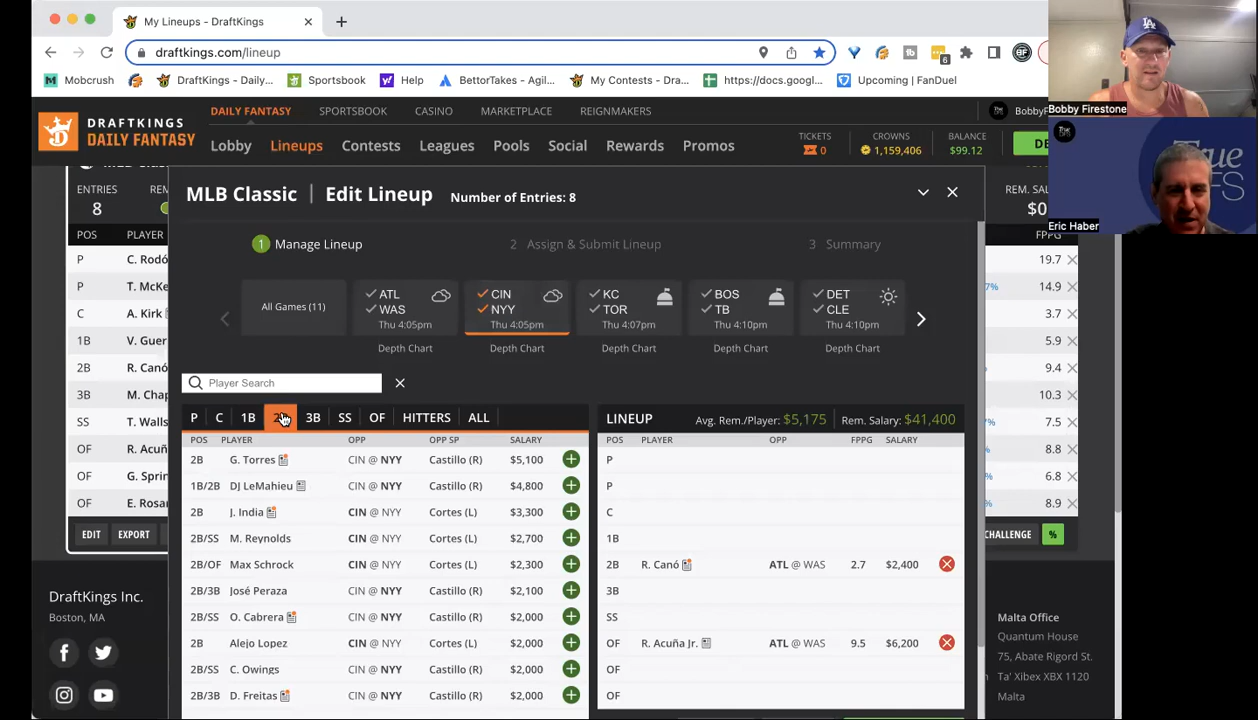 My Lineups - DraftKings
draftkings.com/lineup
6
BF
Mobcrush
DraftKings - Daily...
Sportsbook
Help
BettorTakes - Agil...
My Contests - Dra...
https://docs.googl...
Upcoming | FanDuel
Bobby Firestone
Eric Haber
DRAFTKINGS
DAILY FANTASY
DAILY FANTASY SPORTSBOOK CASINO MARKETPLACE REIGNMAKERS
BobbyF
Lobby Lineups Contests Leagues Pools Social Rewards Promos
TICKETS
0
CROWNS
1,159,406
BALANCE
$99.12
DE
MLB Classic | Edit Lineup Number of Entries: 8
1 Manage Lineup 2 Assign & Submit Lineup 3 Summary
ENTRIES
8
POS PLAYER
P C. Rodó
P T. McKe
C A. Kirk
1B V. Guer
2B R. Canó
3B M. Chap
SS T. Walls
OF R. Acuñ
OF G. Sprin
OF E. Rosar
EDIT EXPORT
All Games (11)
ATL
WAS
Thu 4:05pm
Depth Chart
CIN
NYY
Thu 4:05pm
Depth Chart
KC
TOR
Thu 4:07pm
Depth Chart
BOS
TB
Thu 4:10pm
Depth Chart
DET
CLE
Thu 4:10pm
Depth Chart
Player Search
P C 1B 3B SS OF HITTERS ALL
POS PLAYER OPP OPP SP SALARY
2B G. Torres CIN @ NYY Castillo (R) $5,100
1B/2B DJ LeMahieu CIN @ NYY Castillo (R) $4,800
2B J. India CIN @ NYY Cortes (L) $3,300
2B/SS M. Reynolds CIN @ NYY Cortes (L) $2,700
2B/OF Max Schrock CIN @ NYY Cortes (L) $2,300
2B/3B José Peraza CIN @ NYY Castillo (R) $2,100
2B/SS O. Cabrera CIN @ NYY Castillo (R) $2,000
2B Alejo Lopez CIN @ NYY Cortes (L) $2,000
2B/SS C. Owings CIN @ NYY Castillo (R) $2,000
2B/3B D. Freitas CIN @ NYY Castillo (R) $2,000
LINEUP Avg. Rem./Player: $5,175 Rem. Salary: $41,400
POS PLAYER OPP FPPG SALARY
P
P
C
1B
2B R. Canó ATL @ WAS 2.7 $2,400
3B
SS
OF R. Acuña Jr. ATL @ WAS 9.5 $6,200
OF
OF
REM. SALARY
$0
FPPG
19.7
14.9
3.7
5.9
9.4
10.3
7.5
8.8
9.3
8.9
CHALLENGE %
DraftKings Inc.
Boston, MA
Malta Office
Quantum House
75, Abate Rigord St.
Ta' Xibex XBX 1120
Malta